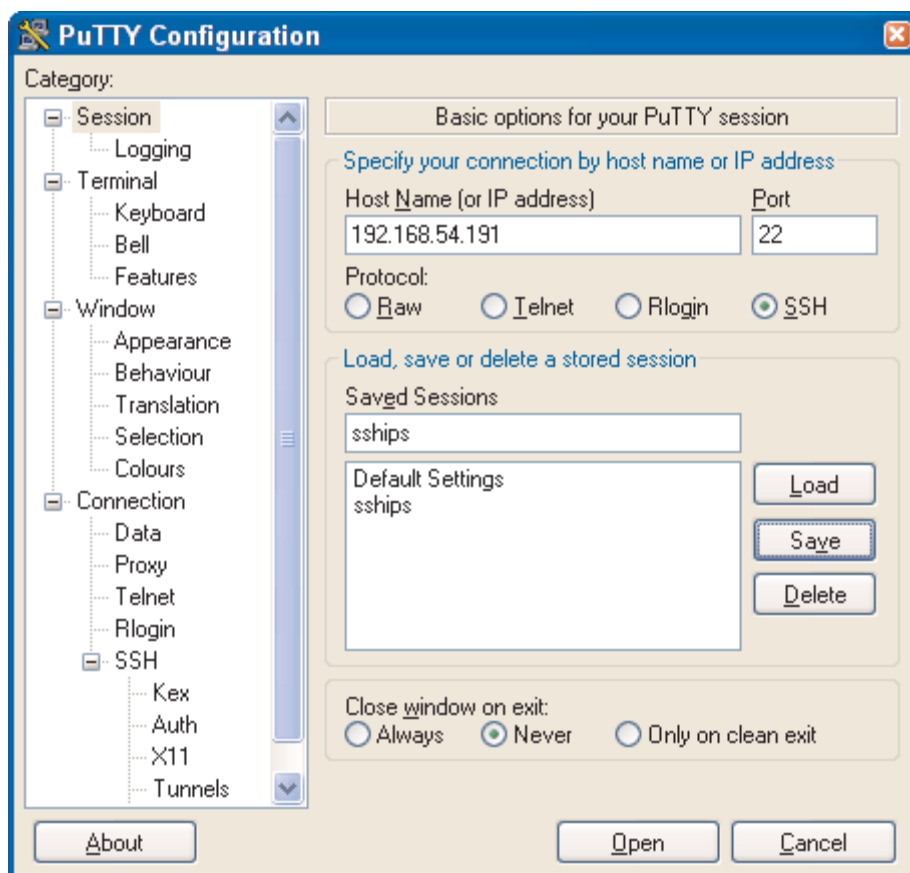 PuTTY Configuration
Category:
Session
Logging
Terminal
Keyboard
Bell
Features
Window
Appearance
Behaviour
Translation
Selection
Colours
Connection
Data
Proxy
Telnet
Rlogin
SSH
Kex
Auth
X11
Tunnels
Basic options for your PuTTY session
Specify your connection by host name or IP address
Host Name (or IP address) Port
192.168.54.191 22
Protocol:
Raw Telnet Rlogin SSH
Load, save or delete a stored session
Saved Sessions
sships
Default Settings
sships
Load
Save
Delete
Close window on exit:
Always Never Only on clean exit
About Open Cancel